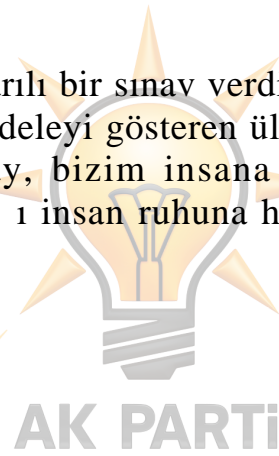 arılı bir sınav verdi
deleyi gösteren ül
y, bizim insana
ı insan ruhuna h
AK PARTi